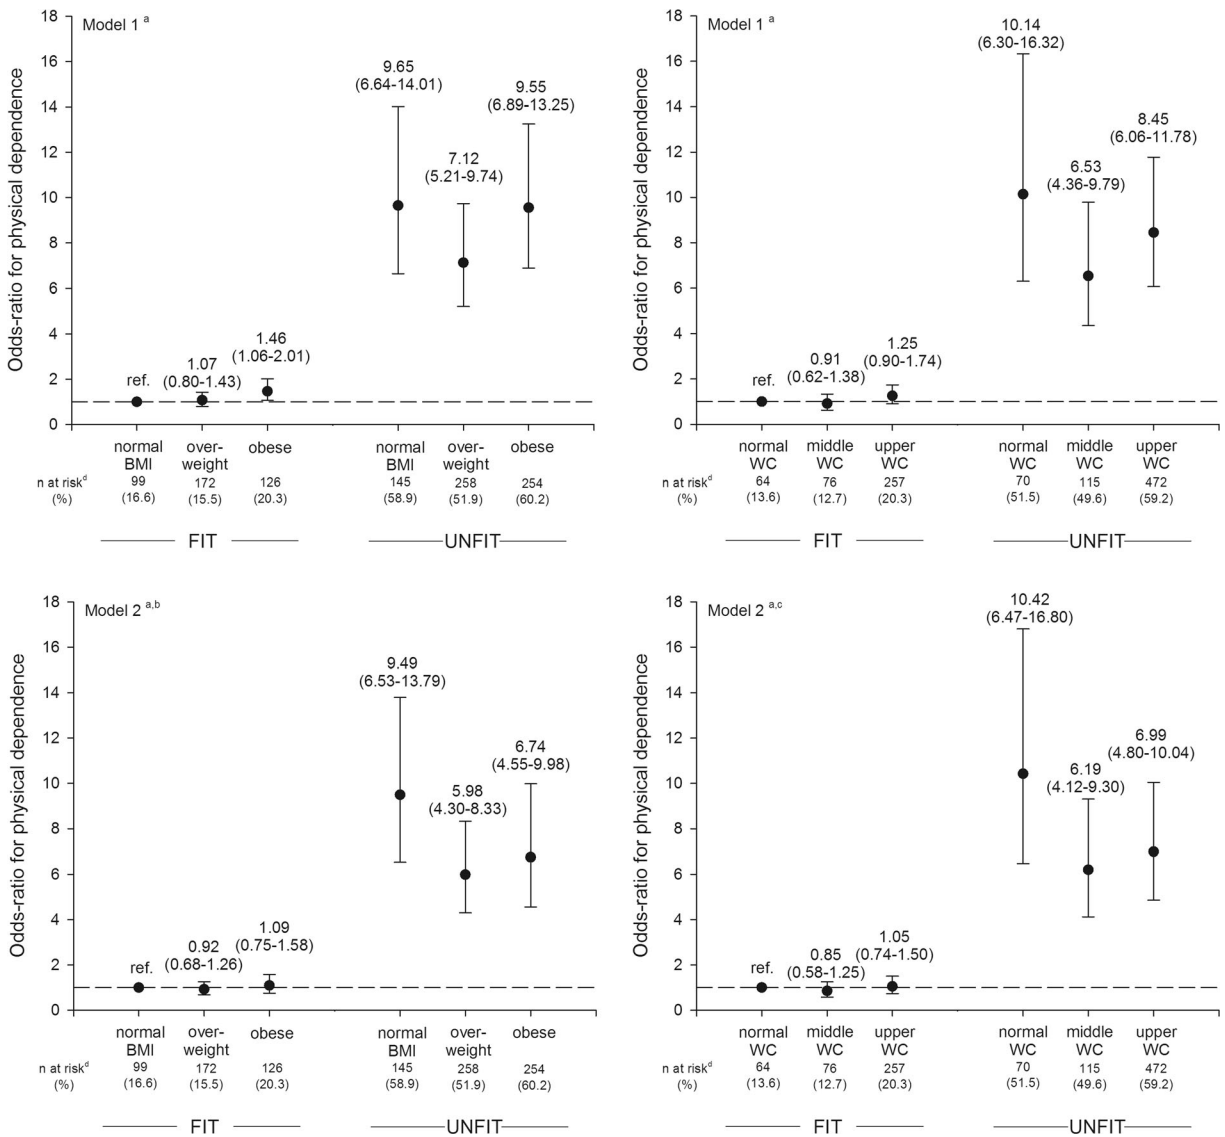 Model 1 a
Odds-ratio for physical dependence
18
16
14
12
10
8
6
4
2
0
ref.
1.07
(0.80-1.43)
1.46
(1.06-2.01)
9.65
(6.64-14.01)
7.12
(5.21-9.74)
9.55
(6.89-13.25)
normal over- obese normal over- obese
BMI weight BMI weight
n at risk d 99 172 126 145 258 254
(%) (16.6) (15.5) (20.3) (58.9) (51.9) (60.2)
FIT UNFIT
Model 1 a
Odds-ratio for physical dependence
18
16
14
12
10
8
6
4
2
0
ref.
0.91
(0.62-1.38)
1.25
(0.90-1.74)
10.14
(6.30-16.32)
6.53
(4.36-9.79)
8.45
(6.06-11.78)
normal middle upper normal middle upper
WC WC WC WC WC WC
n at risk d 64 76 257 70 115 472
(%) (13.6) (12.7) (20.3) (51.5) (49.6) (59.2)
FIT UNFIT
Model 2 a,b
Odds-ratio for physical dependence
18
16
14
12
10
8
6
4
2
0
ref.
0.92
(0.68-1.26)
1.09
(0.75-1.58)
9.49
(6.53-13.79)
5.98
(4.30-8.33)
6.74
(4.55-9.98)
normal over- obese normal over- obese
BMI weight BMI weight
n at risk d 99 172 126 145 258 254
(%) (16.6) (15.5) (20.3) (58.9) (51.9) (60.2)
FIT UNFIT
Model 2 a,c
Odds-ratio for physical dependence
18
16
14
12
10
8
6
4
2
0
ref.
0.85
(0.58-1.25)
1.05
(0.74-1.50)
10.42
(6.47-16.80)
6.19
(4.12-9.30)
6.99
(4.80-10.04)
normal middle upper normal middle upper
WC WC WC WC WC WC
n at risk d 64 76 257 70 115 472
(%) (13.6) (12.7) (20.3) (51.5) (49.6) (59.2)
FIT UNFIT